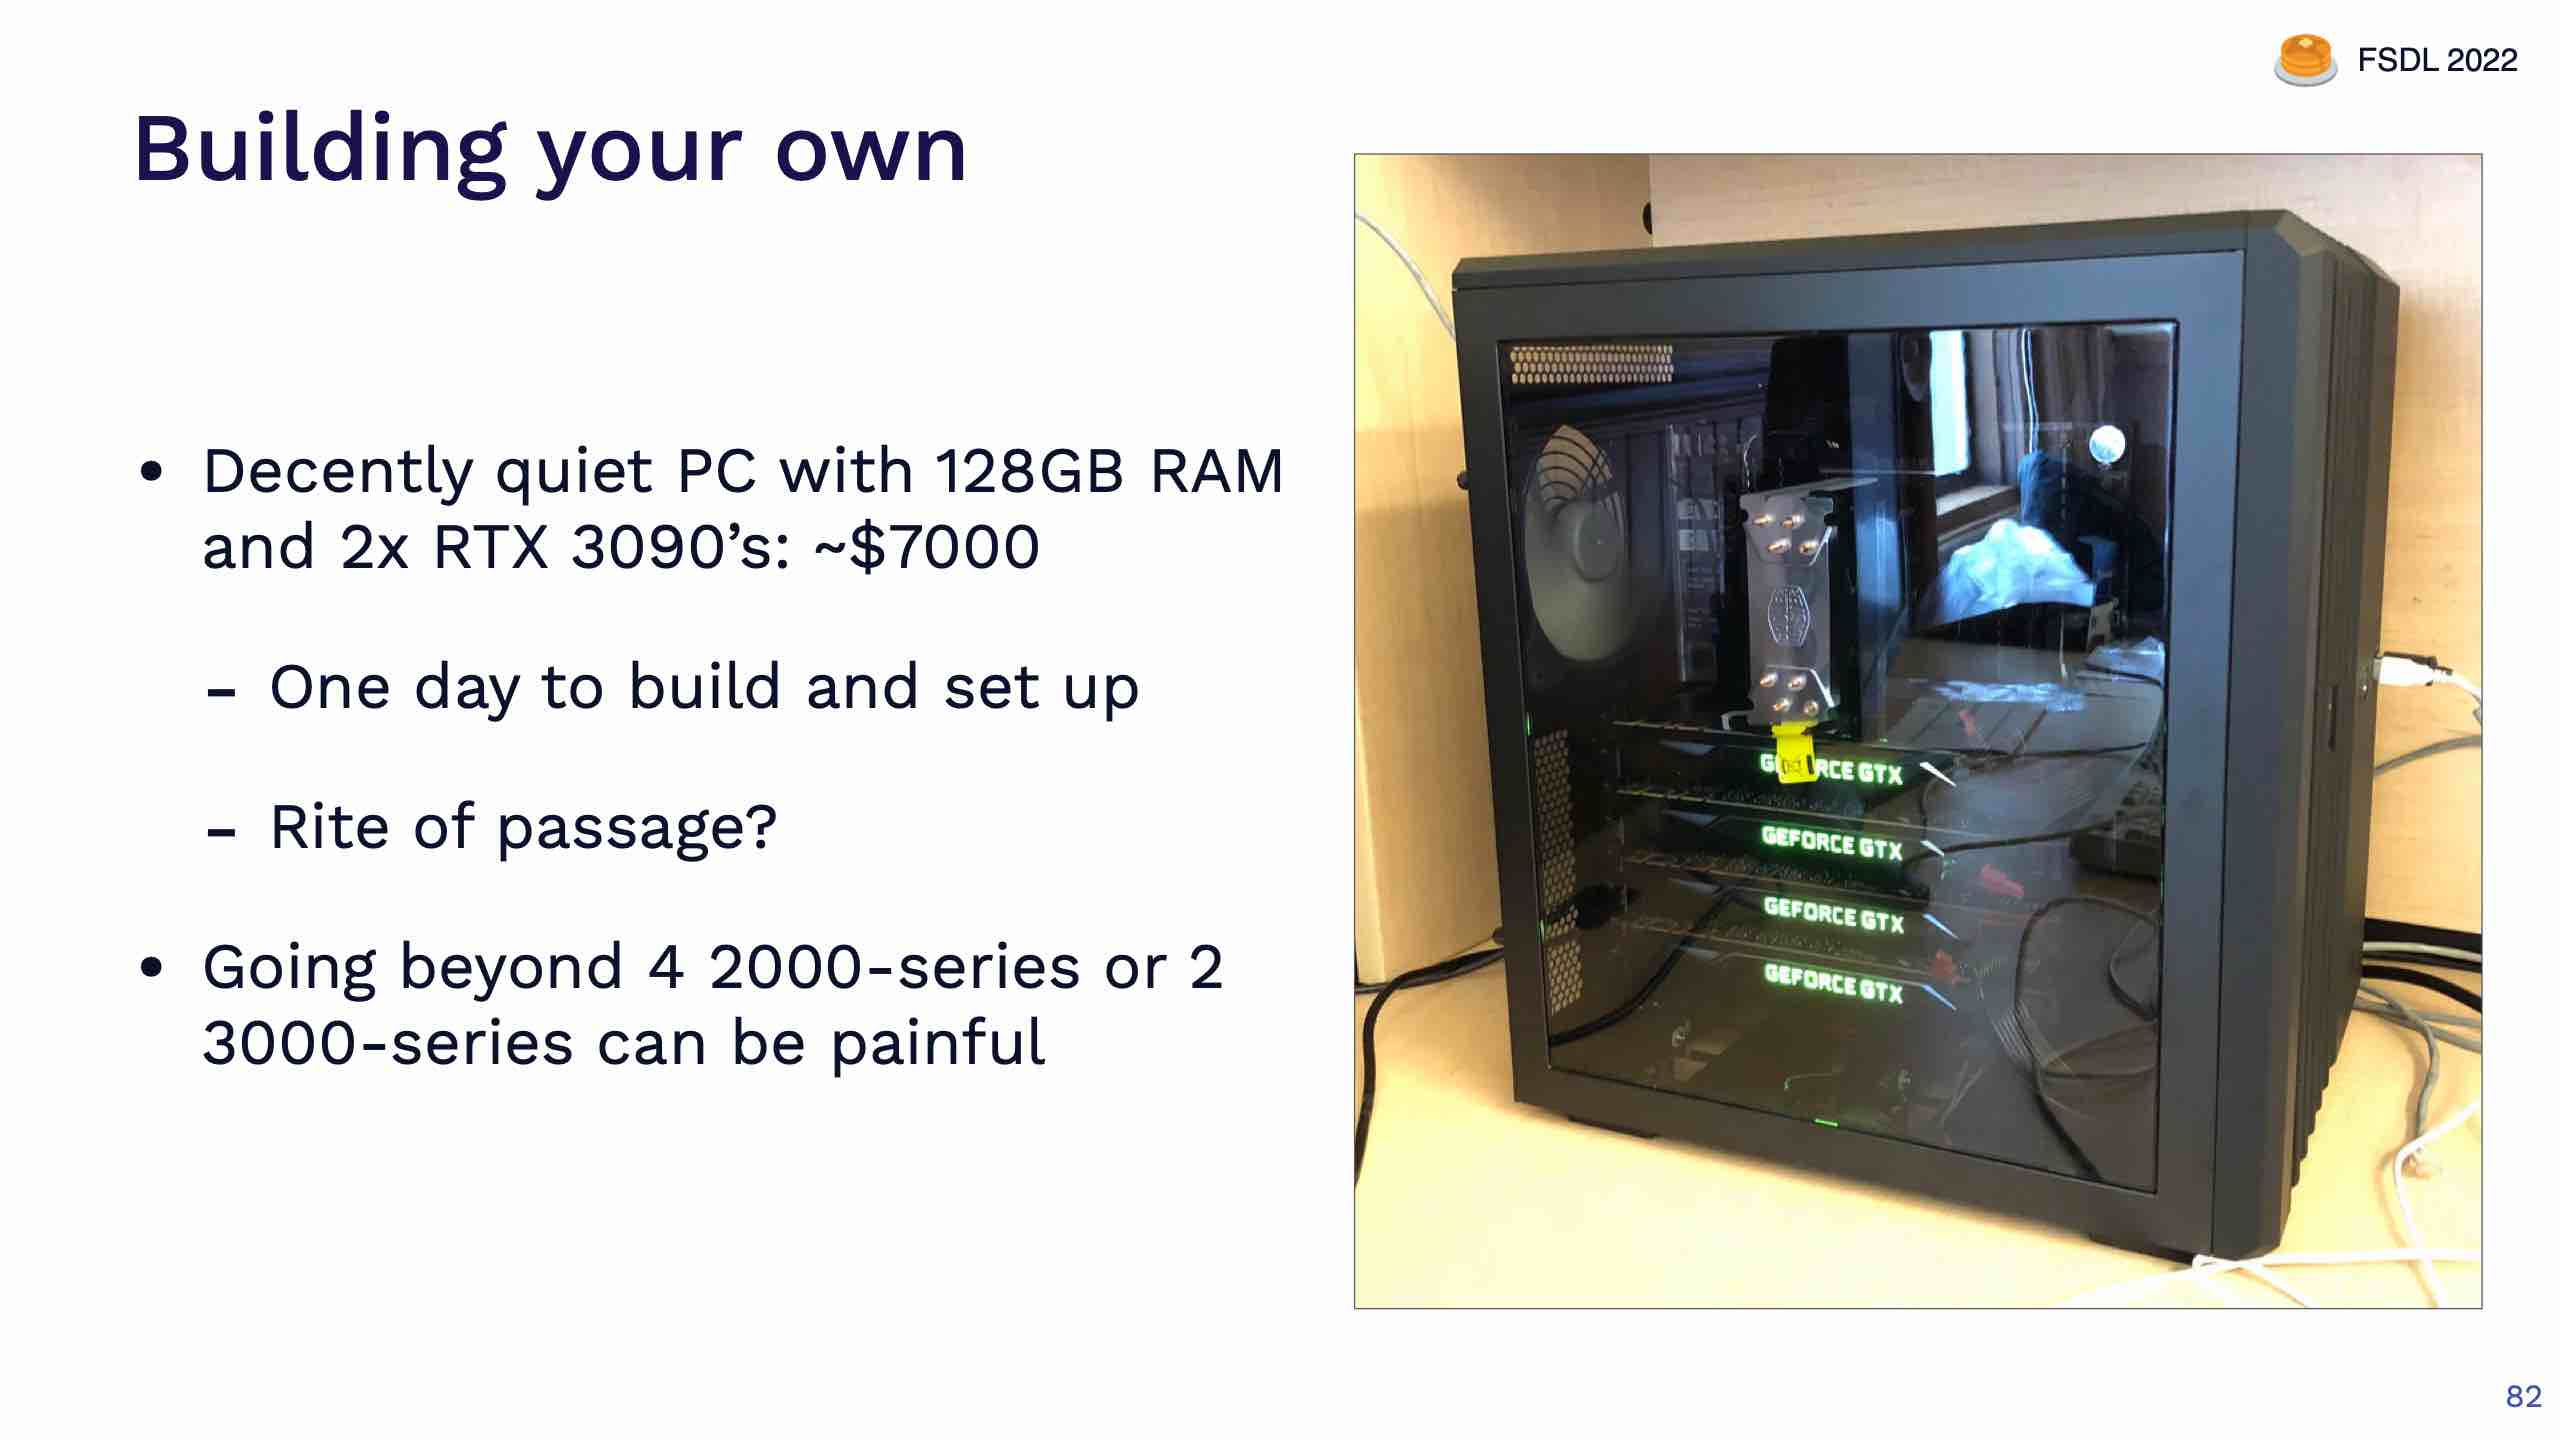 FSDL 2022
Building your own
• Decently quiet PC with 128GB RAM
and 2x RTX 3090’s: ~$7000
- One day to build and set up
- Rite of passage?
• Going beyond 4 2000-series or 2
3000-series can be painful
GTX
GEFORCE GTX
GEFORCE GTX
GEFORCE GTX
82